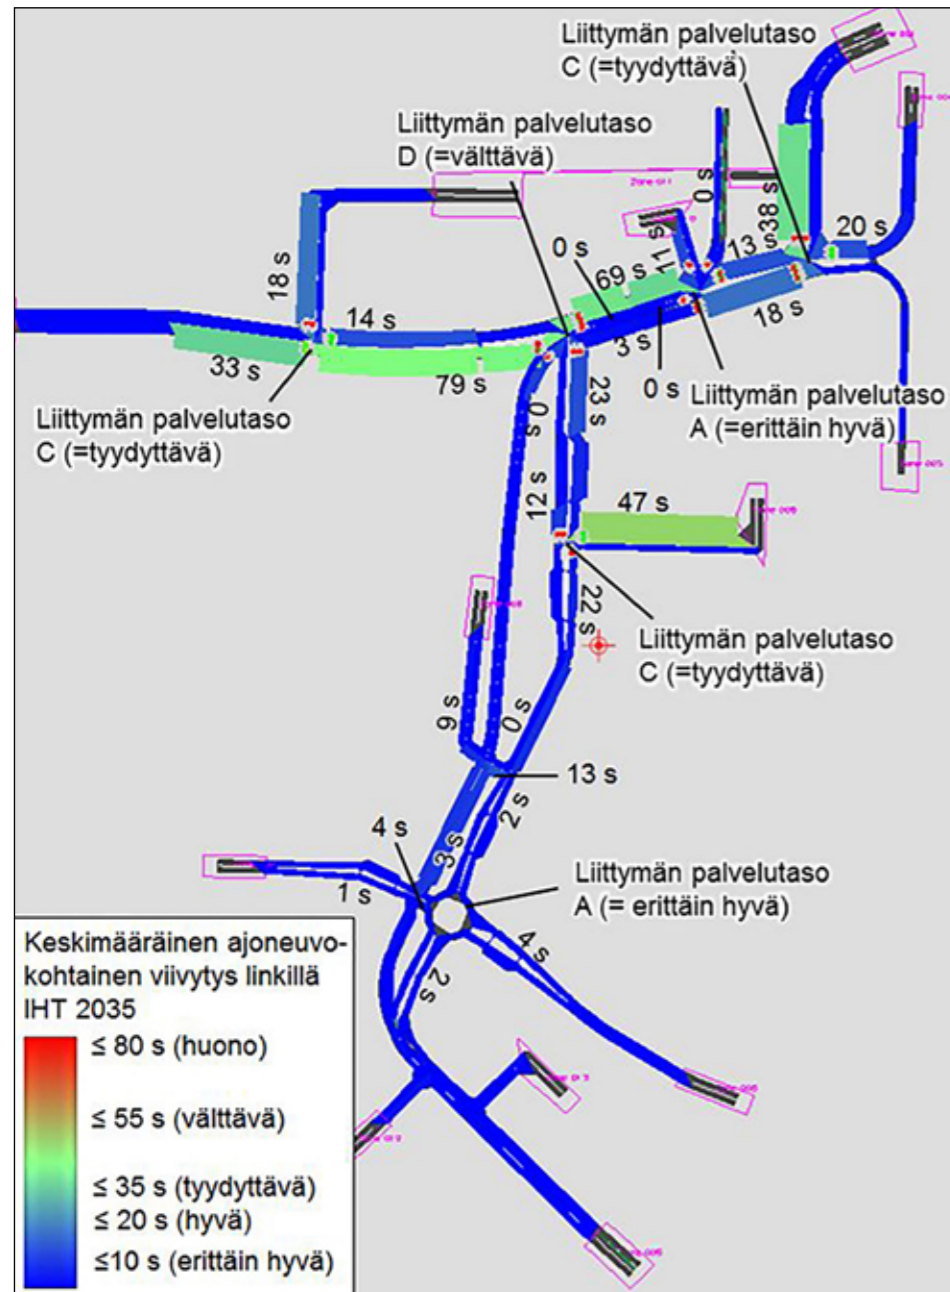 Liittymän palvelutaso
C (=tyydyttävä)
Liittymän palvelutaso
D (=välttävä)
0 s
38 s
20 s
0 s
11 s
13 s
69 s
18 s
18 s
14 s
3 s
0 s
33 s
79 s
Liittymän palvelutaso
C (=tyydyttävä)
Liittymän palvelutaso
A (=erittäin hyvä)
0 s
23 s
12 s
47 s
22 s
Liittymän palvelutaso
C (=tyydyttävä)
9 s
0 s
13 s
2 s
3 s
4 s
1 s
Liittymän palvelutaso
A (= erittäin hyvä)
4 s
2 s
Keskimääräinen ajoneuvo-
kohtainen viivytys linkillä
IHT 2035
≤ 80 s (huono)
≤ 55 s (välttävä)
≤ 35 s (tyydyttävä)
≤ 20 s (hyvä)
≤10 s (erittäin hyvä)